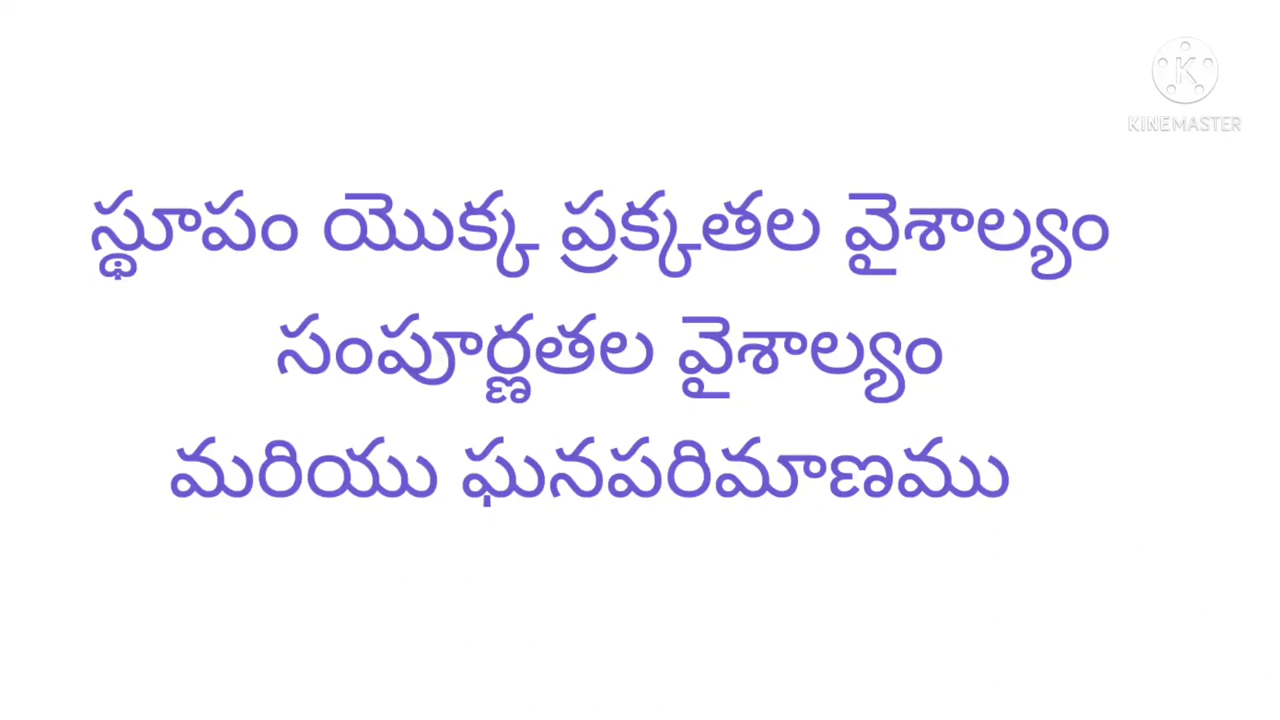 KINEMASTER
స్థూపం యొక్క ప్రక్కతల వైశాల్యం
సంపూర్ణతల వైశాల్యం
మరియు ఘనపరిమాణము